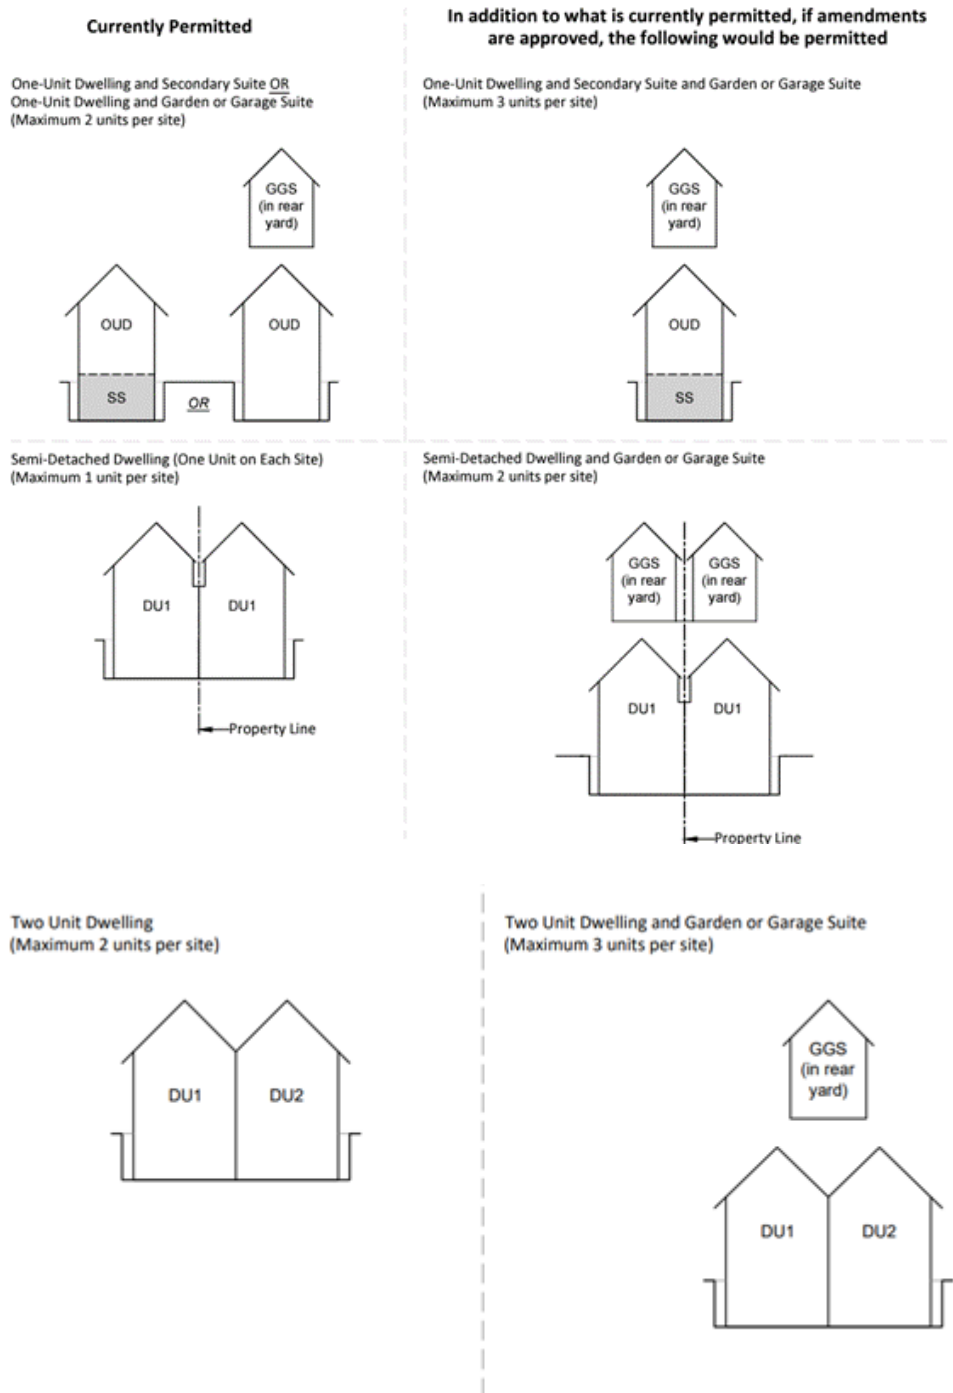 Currently Permitted
In addition to what is currently permitted, if amendments
are approved, the following would be permitted
One-Unit Dwelling and Secondary Suite OR
One-Unit Dwelling and Garden or Garage Suite
(Maximum 2 units per site)
GGS
(in rear
yard)
OUD
OUD
SS
OR
One-Unit Dwelling and Secondary Suite and Garden or Garage Suite
(Maximum 3 units per site)
GGS
(in rear
yard)
OUD
SS
Semi-Detached Dwelling (One Unit on Each Site)
(Maximum 1 unit per site)
DU1
DU1
Property Line
Semi-Detached Dwelling and Garden or Garage Suite
(Maximum 2 units per site)
GGS
(in rear
yard)
GGS
(in rear
yard)
DU1
DU1
Property Line
Two Unit Dwelling
(Maximum 2 units per site)
DU1
DU2
Two Unit Dwelling and Garden or Garage Suite
(Maximum 3 units per site)
GGS
(in rear
yard)
DU1
DU2